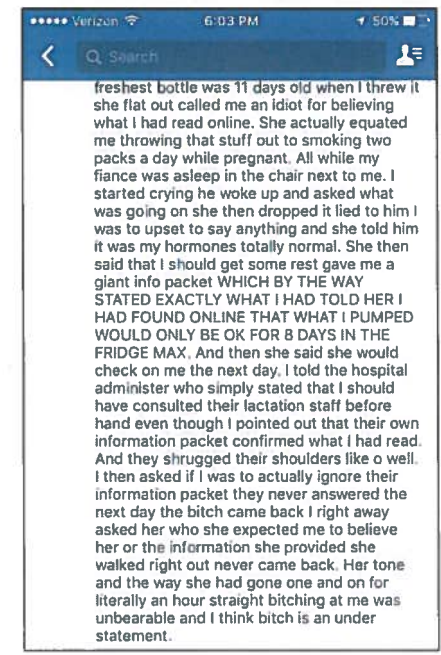 Verizon 6:03 PM 50%
Search
freshest bottle was 11 days old when I threw it
she flat out called me an idiot for believing
what I had read online. She actually equated
me throwing that stuff out to smoking two
packs a day while pregnant. All while my
fiance was asleep in the chair next to me. I
started crying he woke up and asked what
was going on she then dropped it lied to him I
was to upset to say anything and she told him
it was my hormones totally normal. She then
said that I should get some rest gave me a
giant info packet WHICH BY THE WAY
STATED EXACTLY WHAT I HAD TOLD HER I
HAD FOUND ONLINE THAT WHAT I PUMPED
WOULD ONLY BE OK FOR 8 DAYS IN THE
FRIDGE MAX. And then she said she would
check on me the next day. I told the hospital
administer who simply stated that I should
have consulted their lactation staff before
hand even though I pointed out that their own
information packet confirmed what I had read.
And they shrugged their shoulders like o well.
I then asked if I was to actually ignore their
information packet they never answered the
next day the bitch came back I right away
asked her who she expected me to believe
her or the information she provided she
walked right out never came back. Her tone
and the way she had gone one and on for
literally an hour straight bitching at me was
unbearable and I think bitch is an under
statement.